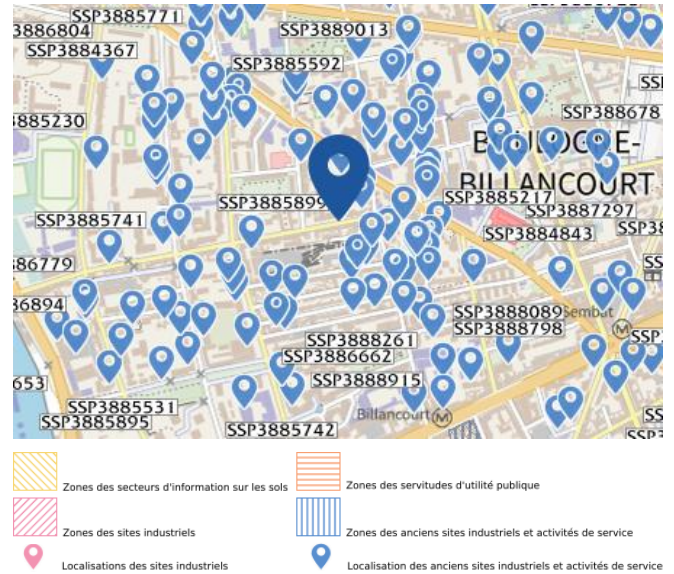 SSP3885771
3886804
SSP3889013
SSP3884367
SSP3885592
SSP388678
3885230
BOULOGNE-
BILLANCOURT
SSP3885899
SSP3885217
SSP3887297
SSP3885741
SSP3884843
SSP38
86779
36894
SSP3888089
Sembat
SSP3888798
SSP3888261
SSP3886662
653
SSP3888915
SSP3885531
Billancourt
SSP3885895
SSP3885742
Zones des secteurs d'information sur les sols
Zones des servitudes d'utilité publique
Zones des sites industriels
Zones des anciens sites industriels et activités de service
Localisations des sites industriels
Localisation des anciens sites industriels et activités de service